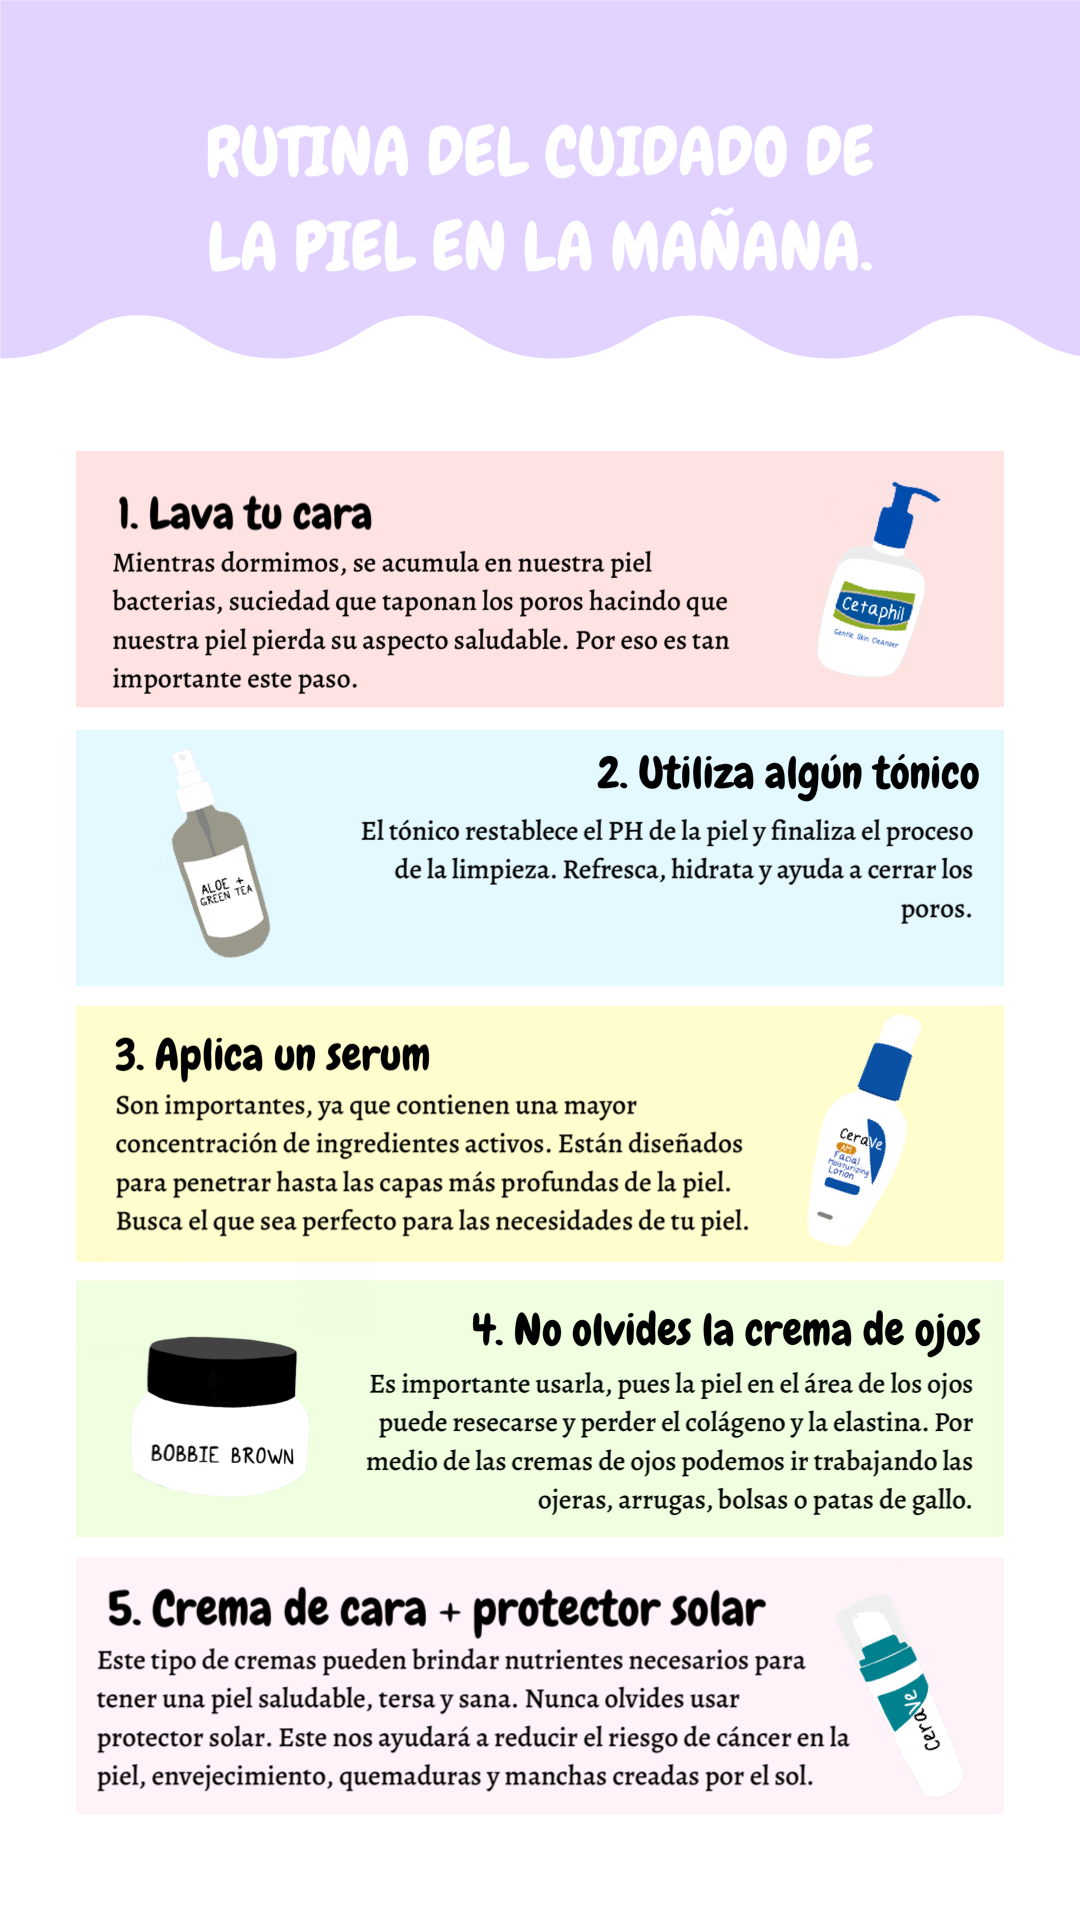 RUTINA DEL CUIDADO DE
LA PIEL EN LA MAÑANA.
1. Lava tu cara
Mientras dormimos, se acumula en nuestra piel
bacterias, suciedad que taponan los poros hacindo que
nuestra piel pierda su aspecto saludable. Por eso es tan
importante este paso.
Cetaphil
Gentle Skin Cleanser
2. Utiliza algún tónico
El tónico restablece el PH de la piel y finaliza el proceso
de la limpieza. Refresca, hidrata y ayuda a cerrar los
poros.
ALOE +
GREEN TEA
3. Aplica un serum
Son importantes, ya que contienen una mayor
concentración de ingredientes activos. Están diseñados
para penetrar hasta las capas más profundas de la piel.
Busca el que sea perfecto para las necesidades de tu piel.
CeraVe
AM
Facial
Moisturizing
Lotion
4. No olvides la crema de ojos
Es importante usarla, pues la piel en el área de los ojos
puede resecarse y perder el colágeno y la elastina. Por
medio de las cremas de ojos podemos ir trabajando las
ojeras, arrugas, bolsas o patas de gallo.
BOBBIE BROWN
5. Crema de cara + protector solar
Este tipo de cremas pueden brindar nutrientes necesarios para
tener una piel saludable, tersa y sana. Nunca olvides usar
protector solar. Este nos ayudará a reducir el riesgo de cáncer en la
piel, envejecimiento, quemaduras y manchas creadas por el sol.
CeraVe